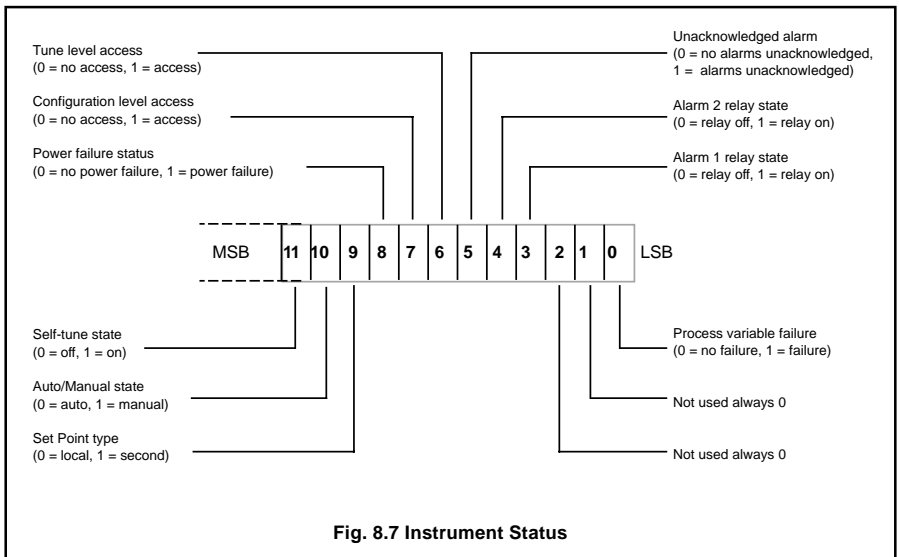 Tune level access
(0 = no access, 1 = access)
Configuration level access
(0 = no access, 1 = access)
Power failure status
(0 = no power failure, 1 = power failure)
Unacknowledged alarm
(0 = no alarms unacknowledged,
1 = alarms unacknowledged)
Alarm 2 relay state
(0 = relay off, 1 = relay on)
Alarm 1 relay state
(0 = relay off, 1 = relay on)
MSB 11 10 9 8 7 6 5 4 3 2 1 0 LSB
Self-tune state
(0 = off, 1 = on)
Auto/Manual state
(0 = auto, 1 = manual)
Set Point type
(0 = local, 1 = second)
Process variable failure
(0 = no failure, 1 = failure)
Not used always 0
Not used always 0
Fig. 8.7 Instrument Status